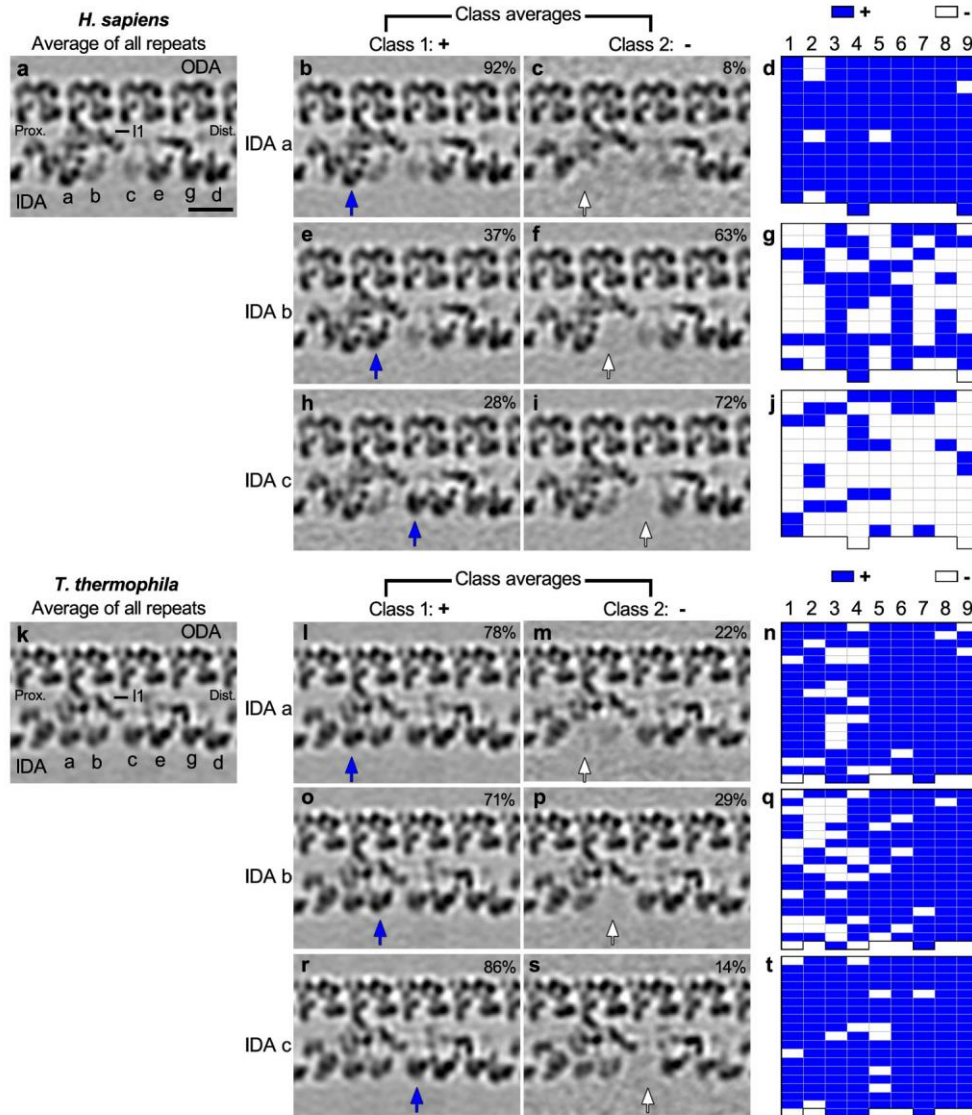 H. sapiens
Average of all repeats
Class averages
Class 1: +
Class 2: -
+ -
1 2 3 4 5 6 7 8 9
a ODA
Prox. I1 Dist.
IDA a b c e g d
IDA a
b 92%
c 8%
d
IDA b
e 37%
f 63%
g
IDA c
h 28%
i 72%
j
T. thermophila
Average of all repeats
Class averages
Class 1: +
Class 2: -
+ -
1 2 3 4 5 6 7 8 9
k ODA
Prox. I1 Dist.
IDA a b c e g d
IDA a
l 78%
m 22%
n
IDA b
o 71%
p 29%
q
IDA c
r 86%
s 14%
t